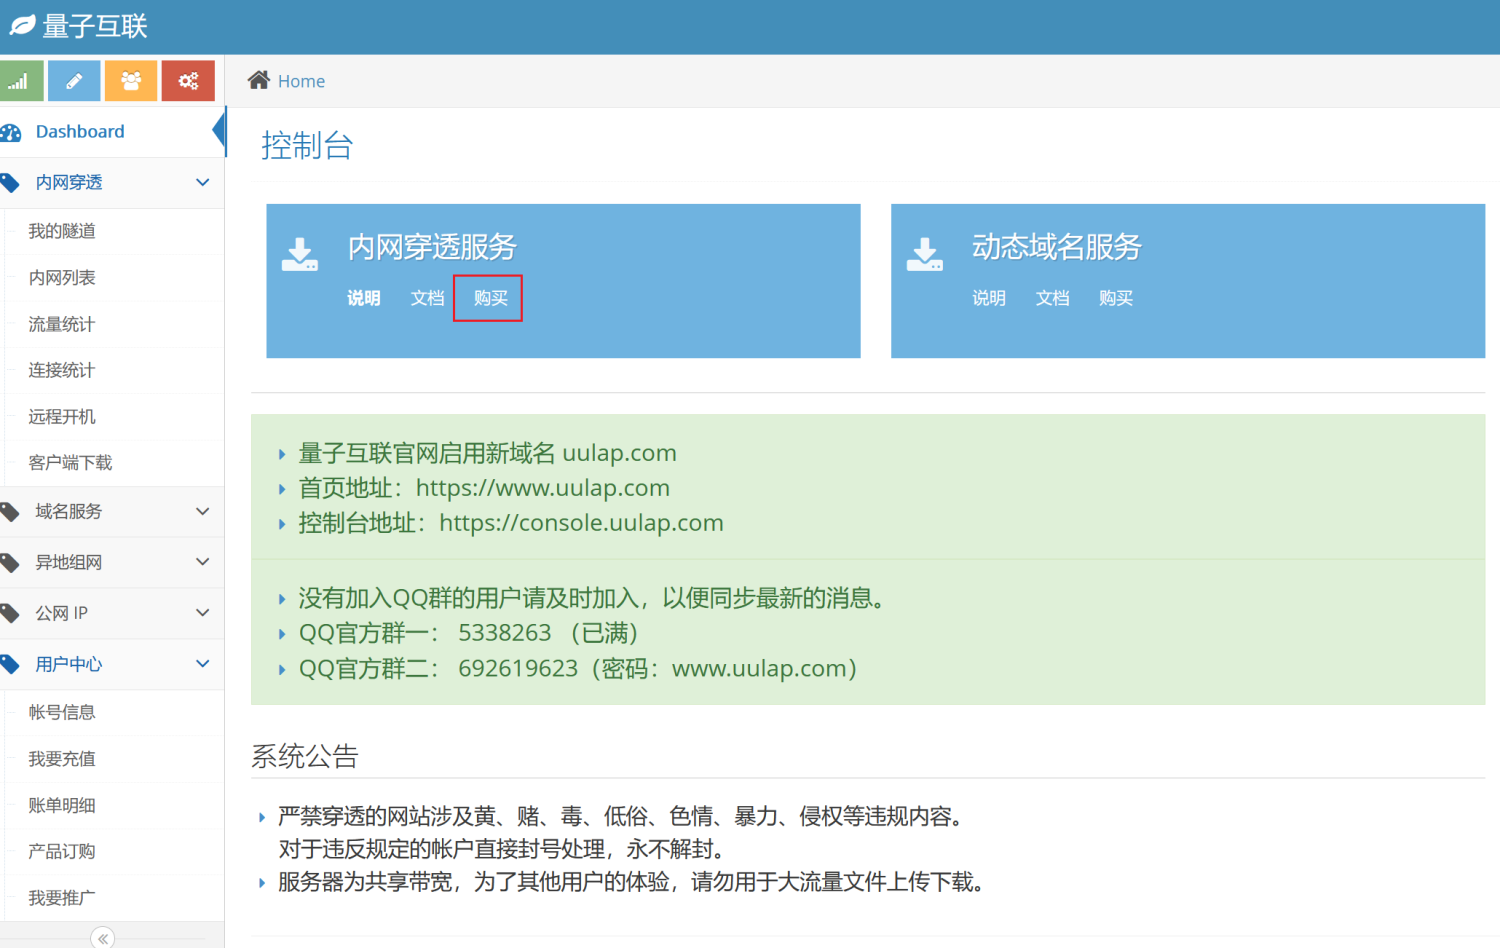 量子互联
Home
Dashboard
内网穿透
我的隧道
内网列表
流量统计
连接统计
远程开机
客户端下载
域名服务
异地组网
公网 IP
用户中心
帐号信息
我要充值
账单明细
产品订购
我要推广
控制台
内网穿透服务
说明 文档 购买
动态域名服务
说明 文档 购买
量子互联官网启用新域名 uulap.com
首页地址：https://www.uulap.com
控制台地址：https://console.uulap.com
没有加入QQ群的用户请及时加入，以便同步最新的消息。
QQ官方群一： 5338263 （已满）
QQ官方群二： 692619623（密码：www.uulap.com）
系统公告
严禁穿透的网站涉及黄、赌、毒、低俗、色情、暴力、侵权等违规内容。
对于违反规定的帐户直接封号处理，永不解封。
服务器为共享带宽，为了其他用户的体验，请勿用于大流量文件上传下载。